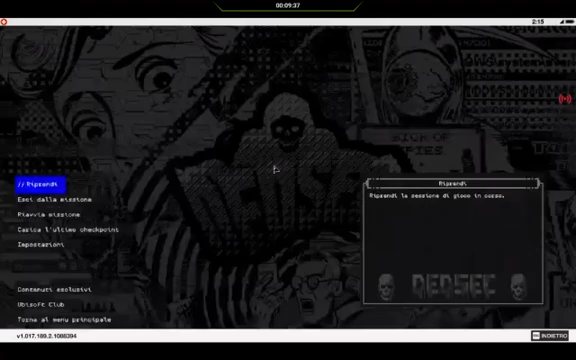 00:09:37
2:15
// Riprendi
Esci dalla missione
Riavvia missione
Carica l'ultimo checkpoint
Impostazioni
Contenuti esclusivi
Ubisoft Club
Torna al menu principale
Riprendi
Riprendi la sessione di gioco in corso.
DEDSEC
v1.017.189.2.1088394
INDIETRO